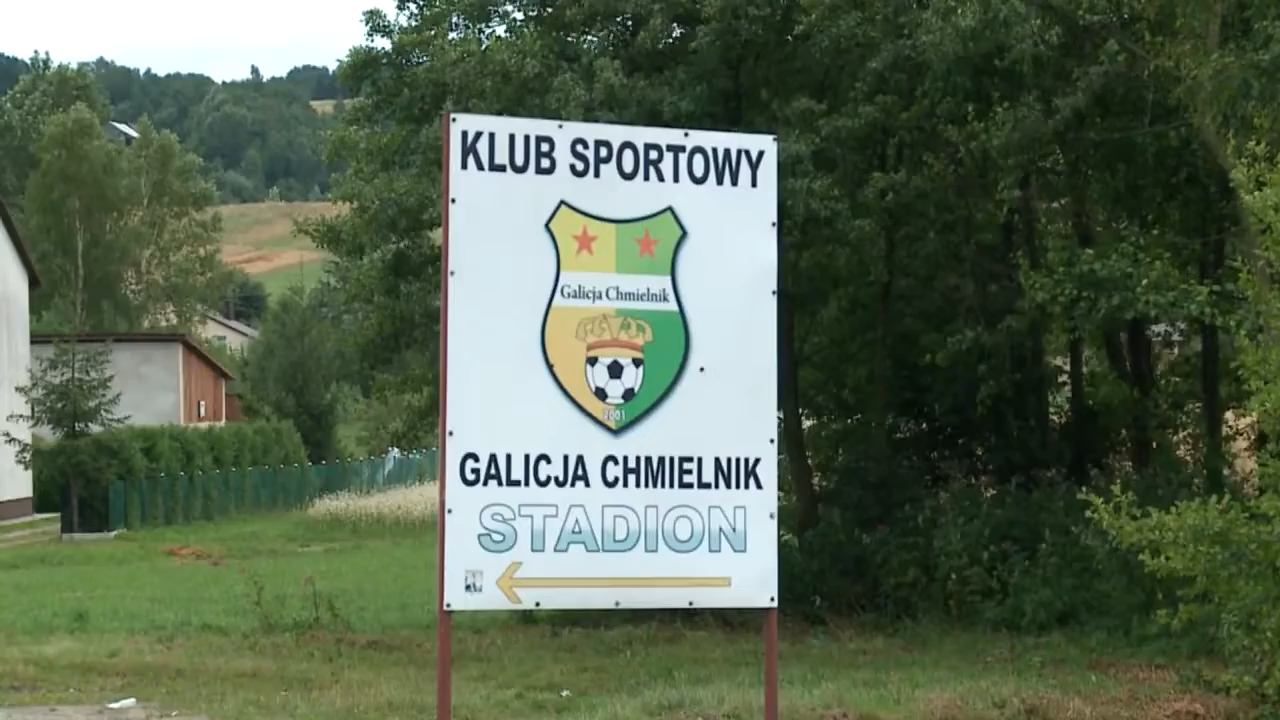 KLUB SPORTOWY
Galicja Chmielnik
2001
GALICJA CHMIELNIK
STADION